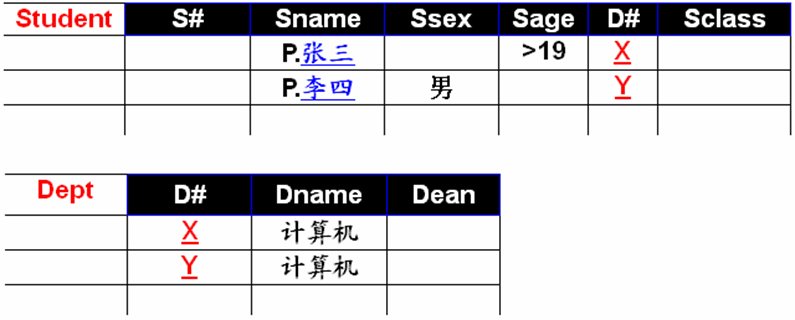 Student S# Sname Ssex Sage D# Sclass
P.张三 >19 X
P.李四 男 Y
Dept D# Dname Dean
X 计算机
Y 计算机